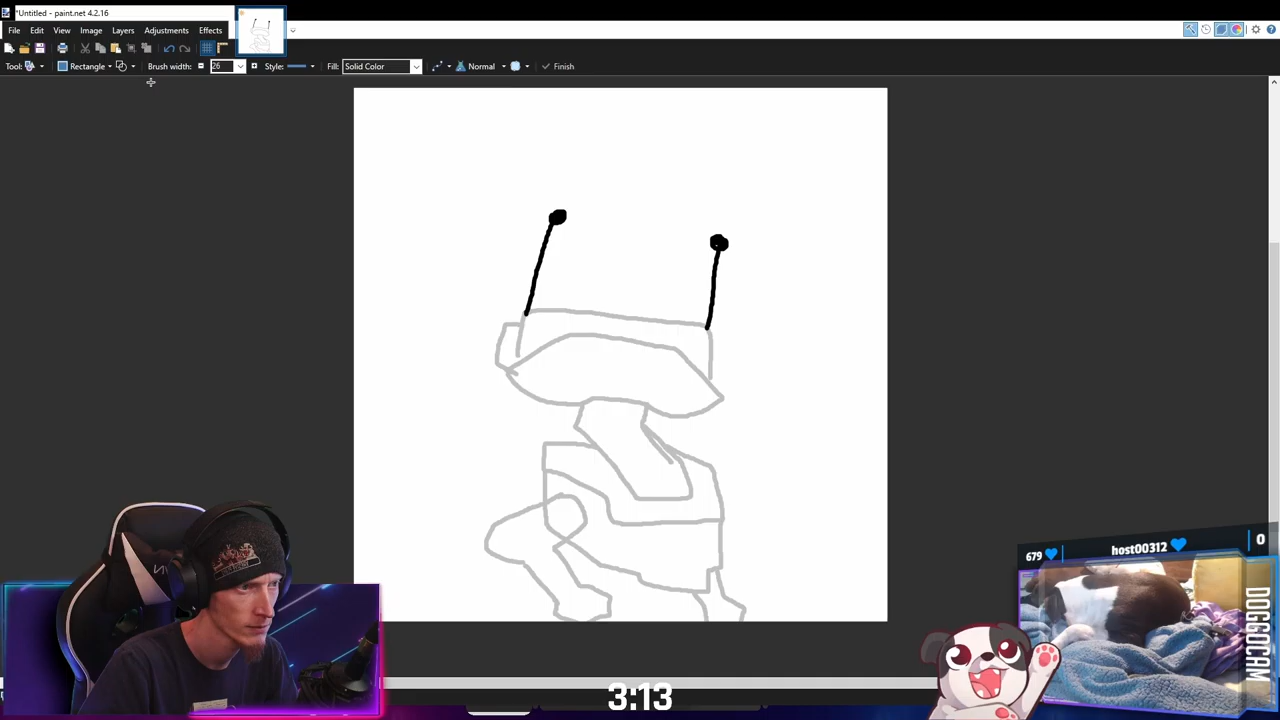 *Untitled - paint.net 4.2.16
File Edit View Image Layers Adjustments Effects
Tool: Rectangle Brush width: 26 Style: Fill: Solid Color Normal Finish
679 host00312 0
DOGGOCAM
3:13